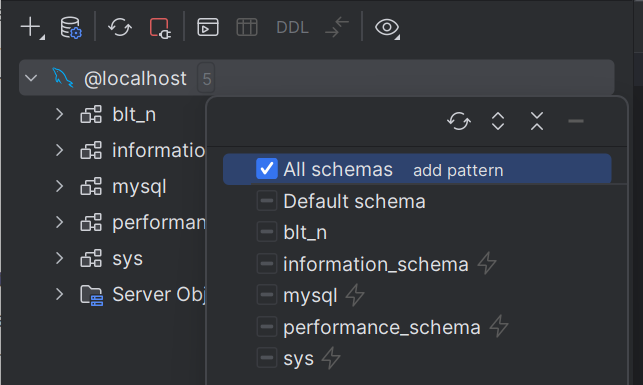 DDL
@localhost 5
blt_n
informatio
mysql
performan
sys
Server Obj
All schemas add pattern
Default schema
blt_n
information_schema
mysql
performance_schema
sys